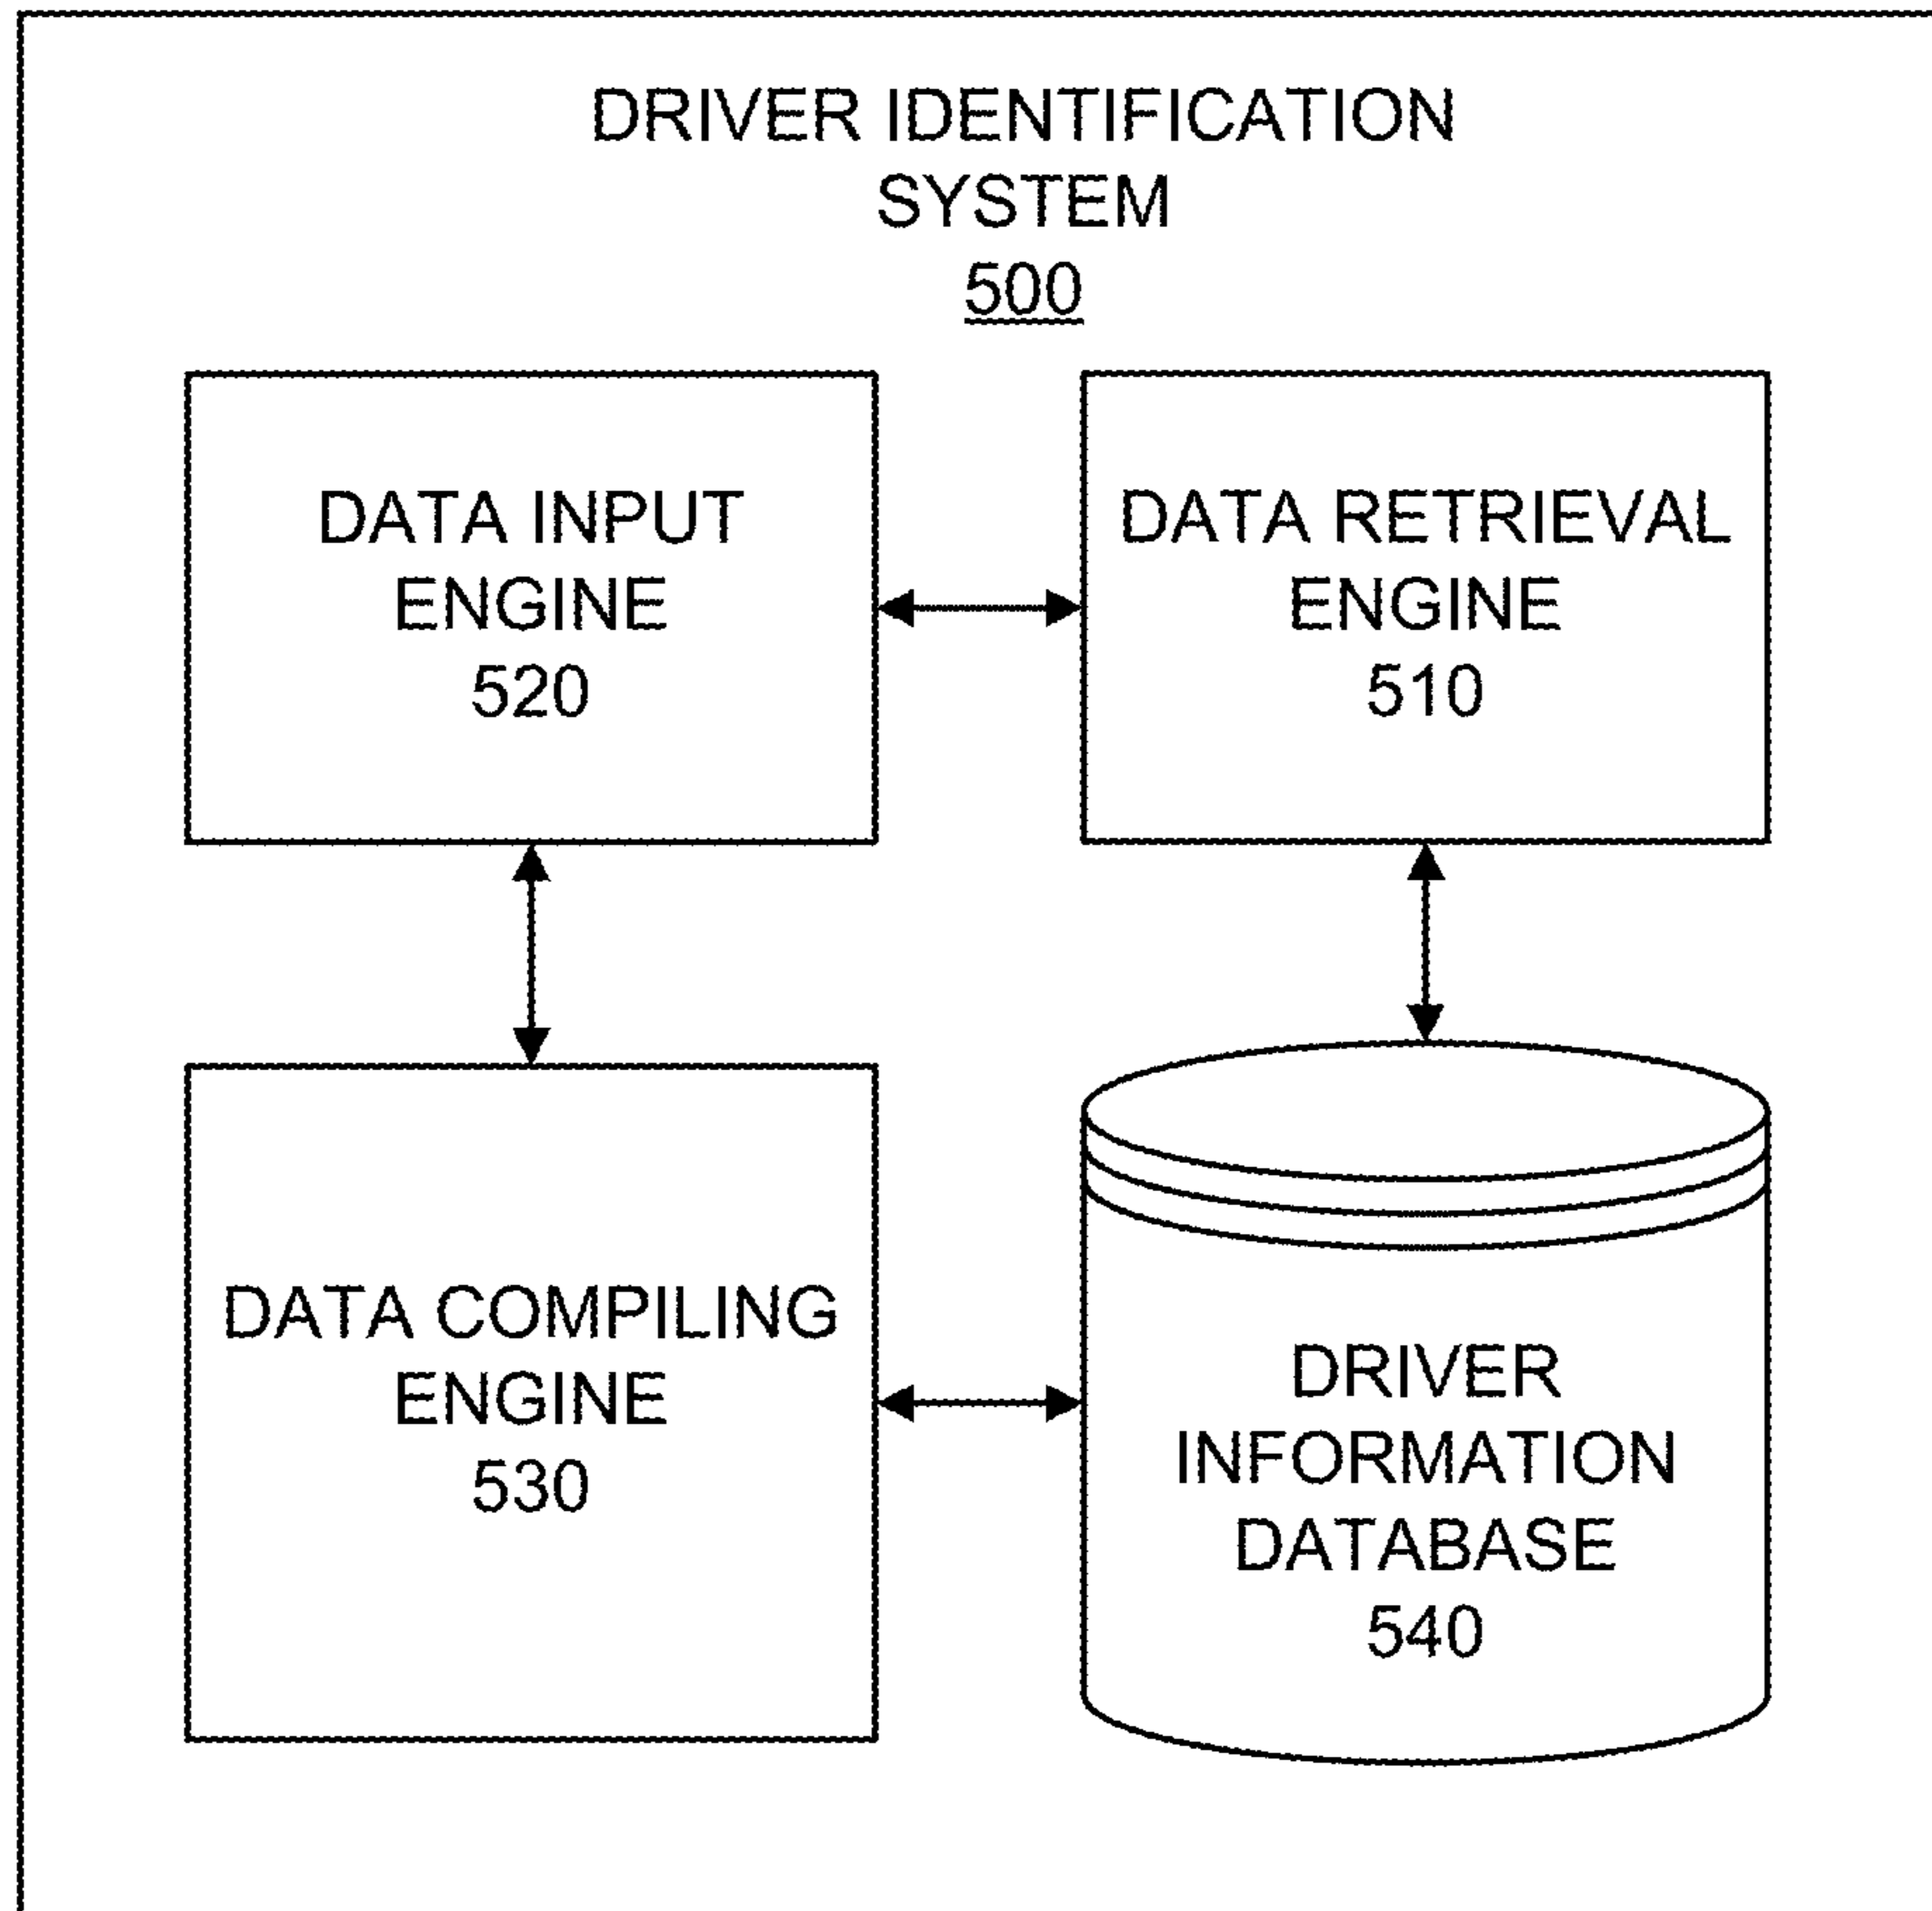 DRIVER IDENTIFICATION
SYSTEM
500
DATA INPUT
ENGINE
520
DATA RETRIEVAL
ENGINE
510
DATA COMPILING
ENGINE
530
DRIVER
INFORMATION
DATABASE
540